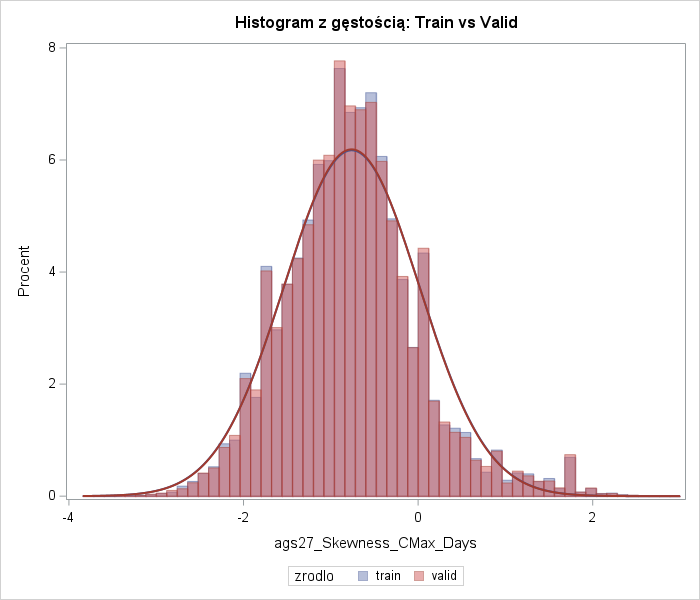 Histogram z gęstością: Train vs Valid
8
6
4
2
0
Procent
-4 -2 0 2
ags27_Skewness_CMax_Days
zrodlo train valid